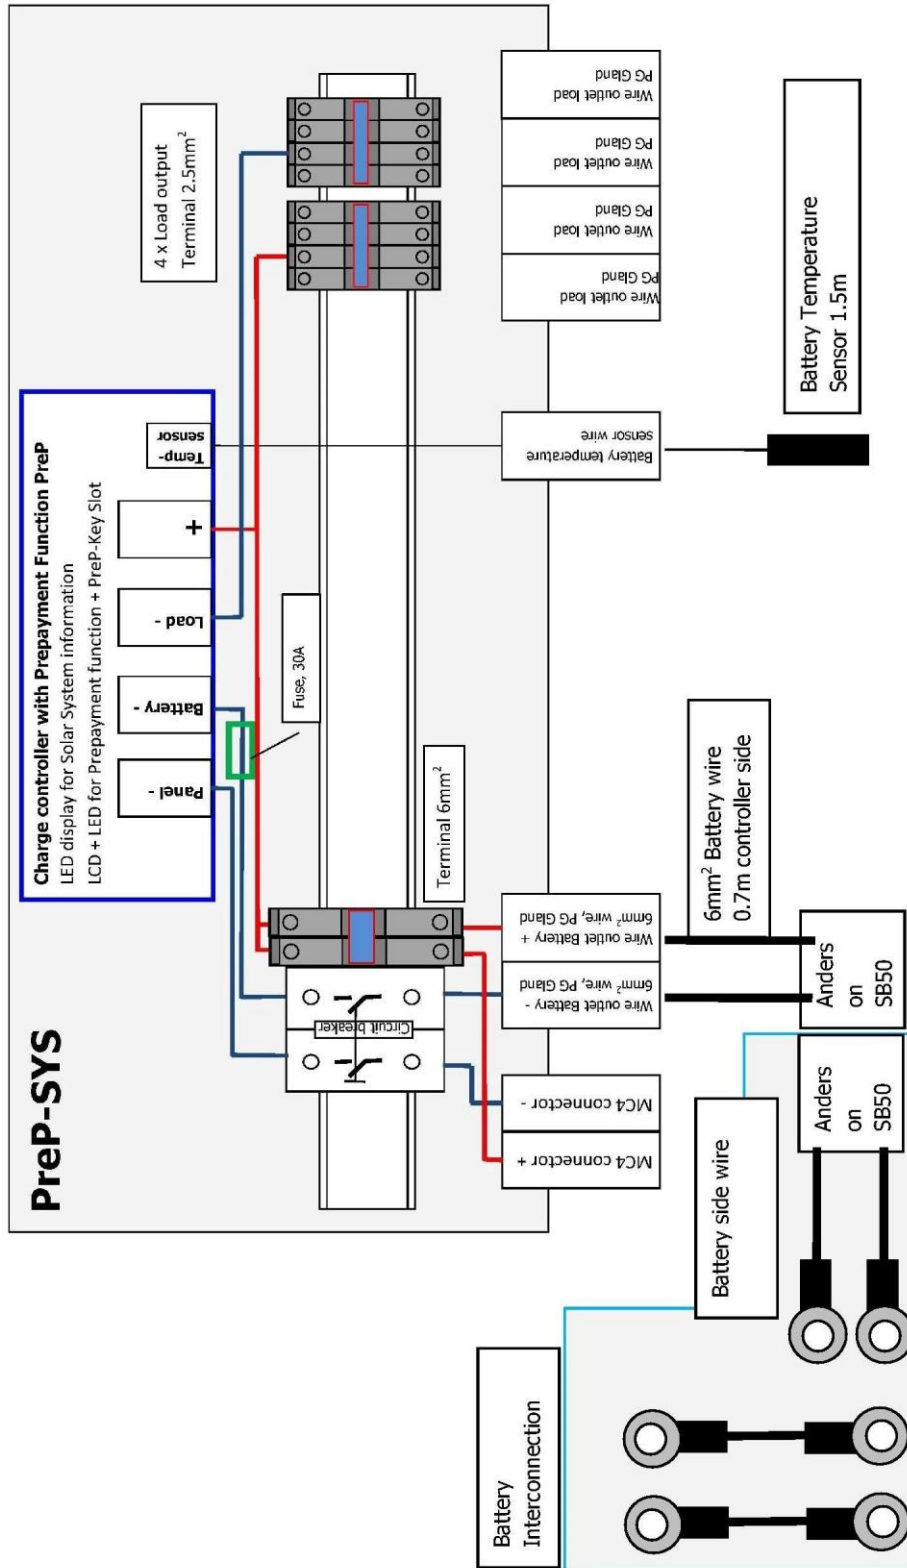 PreP-SYS
Charge controller with Prepayment Function PreP
LED display for Solar System information
LCD + LED for Prepayment function + PreP-Key Slot
Panel -
Battery -
Load -
+
Temp-
sensor
4 x Load output
Terminal 2.5mm²
Fuse, 30A
Circuit breaker
Terminal 6mm²
MC4 connector +
MC4 connector -
Wire outlet Battery -
6mm² wire, PG Gland
Wire outlet Battery +
6mm² wire, PG Gland
Battery temperature
sensor wire
Wire outlet load
PG Gland
Wire outlet load
PG Gland
Wire outlet load
PG Gland
Wire outlet load
PG Gland
Battery
Interconnection
Battery side wire
Anders
on
SB50
Anders
on
SB50
6mm² Battery wire
0.7m controller side
Battery Temperature
Sensor 1.5m